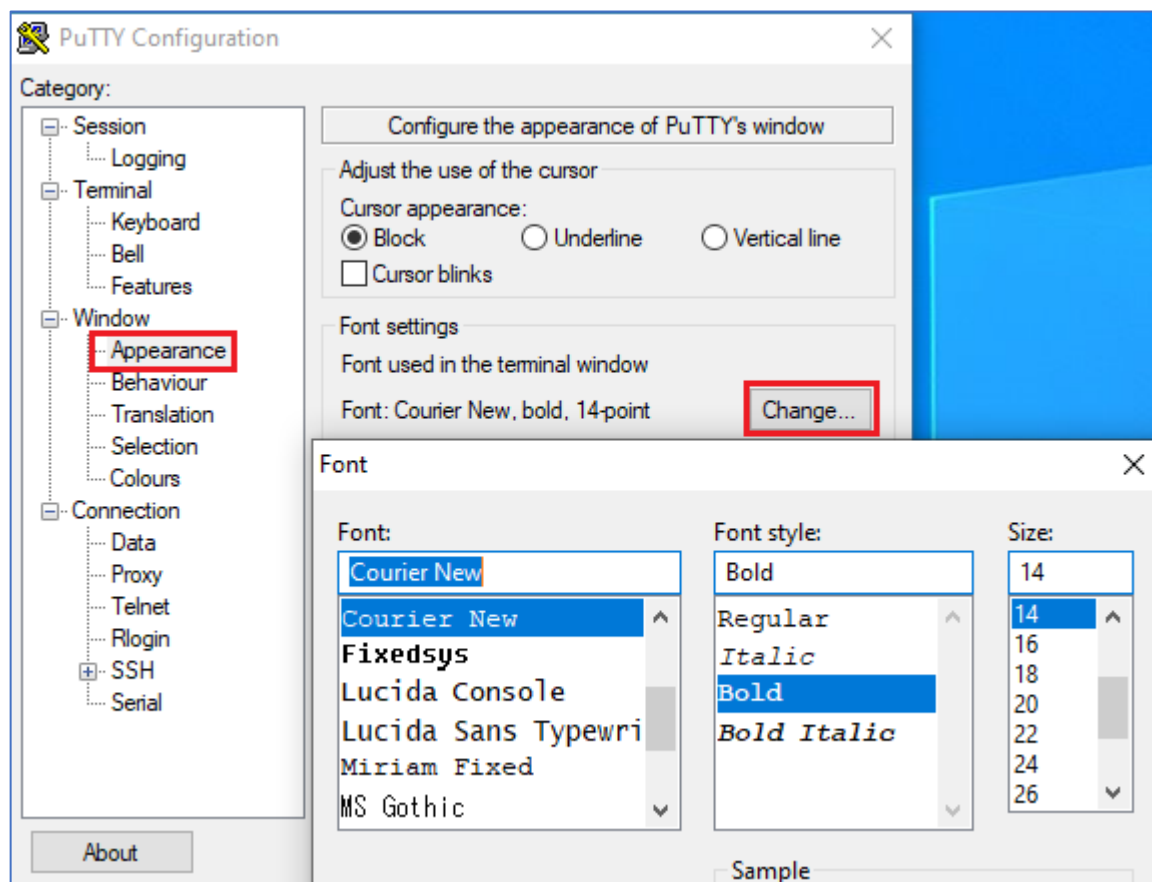 PuTTY Configuration
Category:
Session
Logging
Terminal
Keyboard
Bell
Features
Window
Appearance
Behaviour
Translation
Selection
Colours
Connection
Data
Proxy
Telnet
Rlogin
SSH
Serial
About
Configure the appearance of PuTTY's window
Adjust the use of the cursor
Cursor appearance:
Block Underline Vertical line
Cursor blinks
Font settings
Font used in the terminal window
Font: Courier New, bold, 14-point Change...
Font
Font:
Courier New
Courier New
Fixedsys
Lucida Console
Lucida Sans Typewri
Miriam Fixed
MS Gothic
Font style:
Bold
Regular
Italic
Bold
Bold Italic
Size:
14
14
16
18
20
22
24
26
Sample